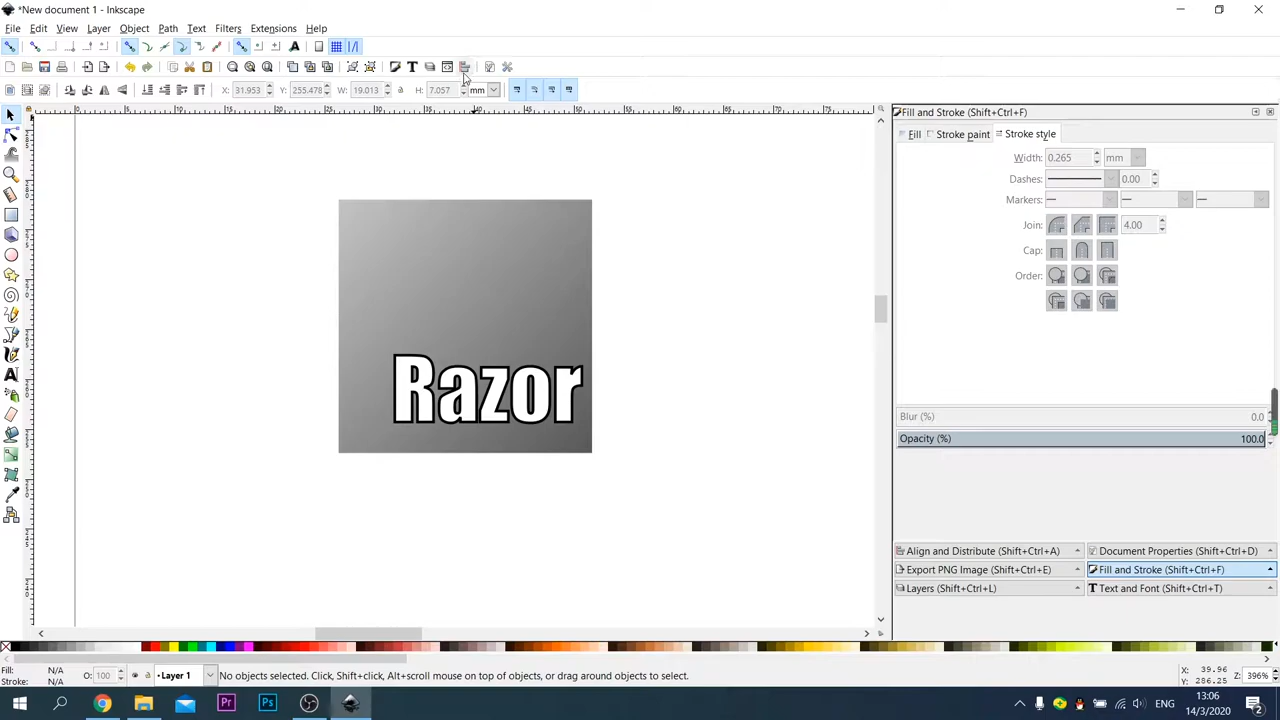 *New document 1 - Inkscape
File Edit View Layer Object Path Text Filters Extensions Help
X: 31.953 Y: 255.478 W: 19.013 H: 7.057 mm
Fill and Stroke (Shift+Ctrl+F)
Fill Stroke paint Stroke style
Width: 0.265 mm
Dashes: 0.00
Markers:
Join: 4.00
Cap:
Order:
Blur (%) 0.0
Opacity (%) 100.0
Razor
Align and Distribute (Shift+Ctrl+A) Document Properties (Shift+Ctrl+D)
Export PNG Image (Shift+Ctrl+E) Fill and Stroke (Shift+Ctrl+F)
Layers (Shift+Ctrl+L) Text and Font (Shift+Ctrl+T)
Fill: N/A
Stroke: N/A
O: 100
Layer 1
No objects selected. Click, Shift+click, Alt+scroll mouse on top of objects, or drag around objects to select.
X: 39.96
Y: 286.25
Z: 396%
Pr Ps
ENG
13:06
14/3/2020
2